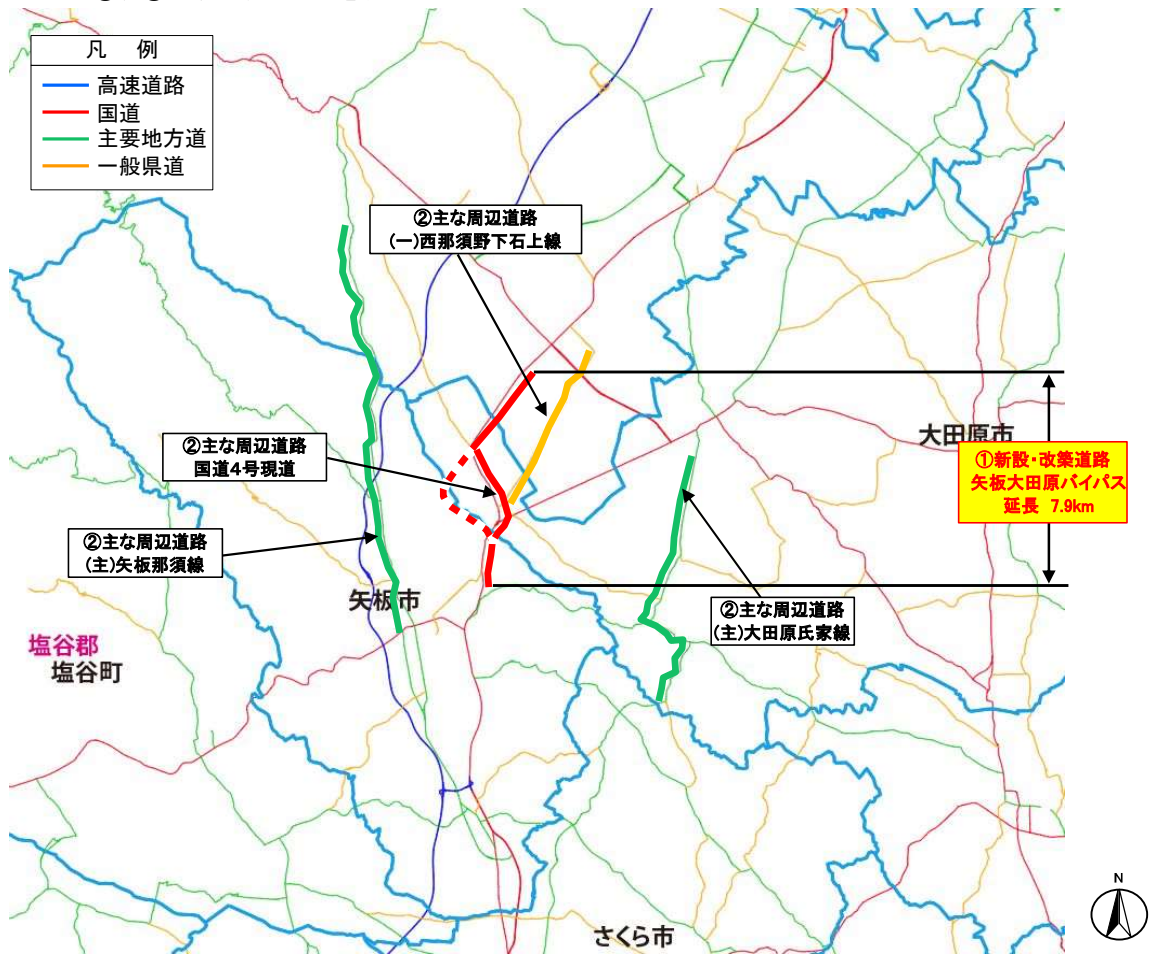 凡 例
高速道路
国道
主要地方道
一般県道
②主な周辺道路
(一)西那須野下石上線
②主な周辺道路
国道4号現道
大田原市
①新設・改築道路
矢板大田原バイパス
延長 7.9km
②主な周辺道路
(主)矢板那須線
矢板市
②主な周辺道路
(主)大田原氏家線
塩谷郡
塩谷町
さくら市
N